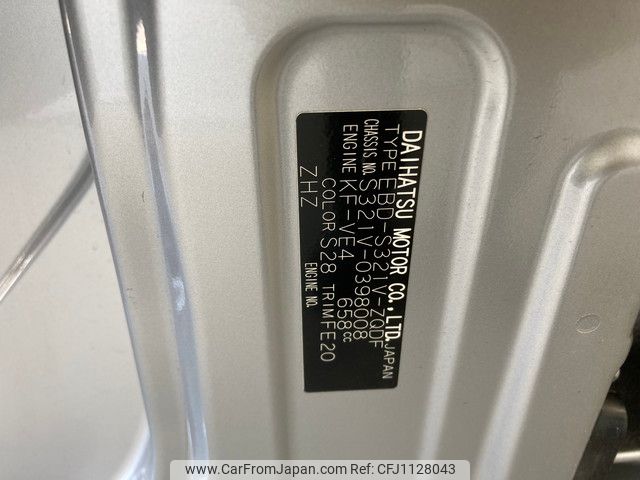 DAIHATSU MOTOR CO.,LTD. JAPAN
TYPE EBD-S321V-ZQDF
CHASSIS NO. S321V-0398008
ENGINE KF-VE4 658cc
COLOR S28 TRIM FE20
ZHZ ENGINE NO.
www.CarFromJapan.com Ref No. CFJ1128043